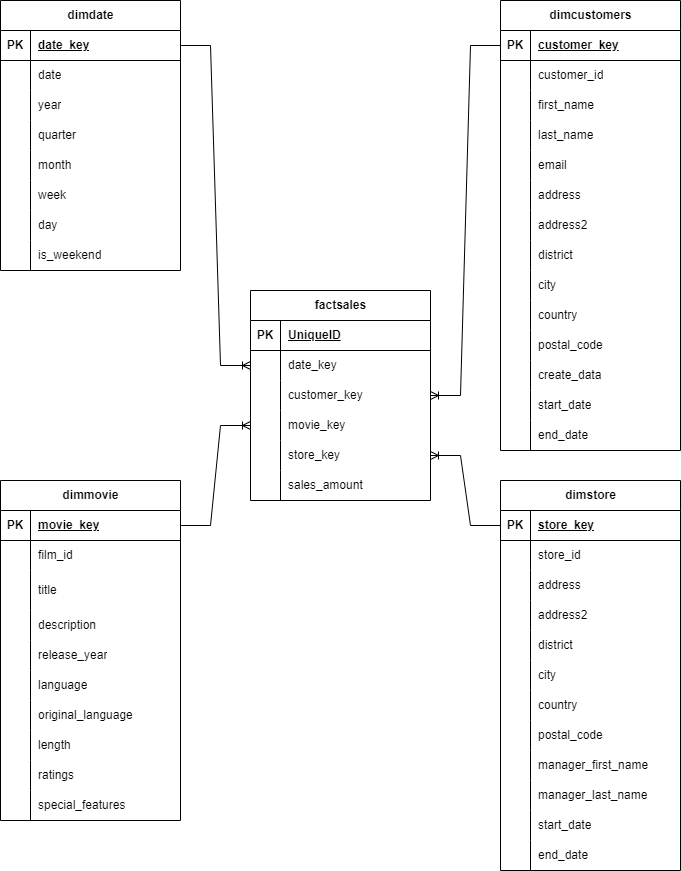 dimdate
PK date_key
date
year
quarter
month
week
day
is_weekend
dimcustomers
PK customer_key
customer_id
first_name
last_name
email
address
address2
district
city
country
postal_code
create_data
start_date
end_date
factsales
PK UniqueID
date_key
customer_key
movie_key
store_key
sales_amount
dimmovie
PK movie_key
film_id
title
description
release_year
language
original_language
length
ratings
special_features
dimstore
PK store_key
store_id
address
address2
district
city
country
postal_code
manager_first_name
manager_last_name
start_date
end_date